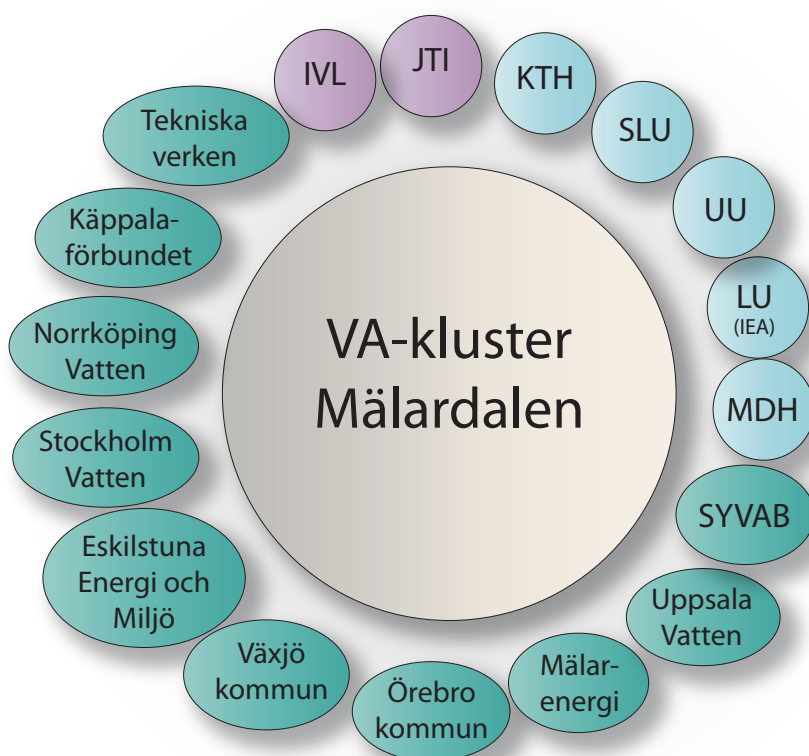 VA-kluster
Mälardalen
IVL
JTI
KTH
SLU
UU
LU
(IEA)
MDH
SYVAB
Uppsala
Vatten
Mälar-
energi
Örebro
kommun
Växjö
kommun
Eskilstuna
Energi och
Miljö
Stockholm
Vatten
Norrköping
Vatten
Käppala-
förbundet
Tekniska
verken